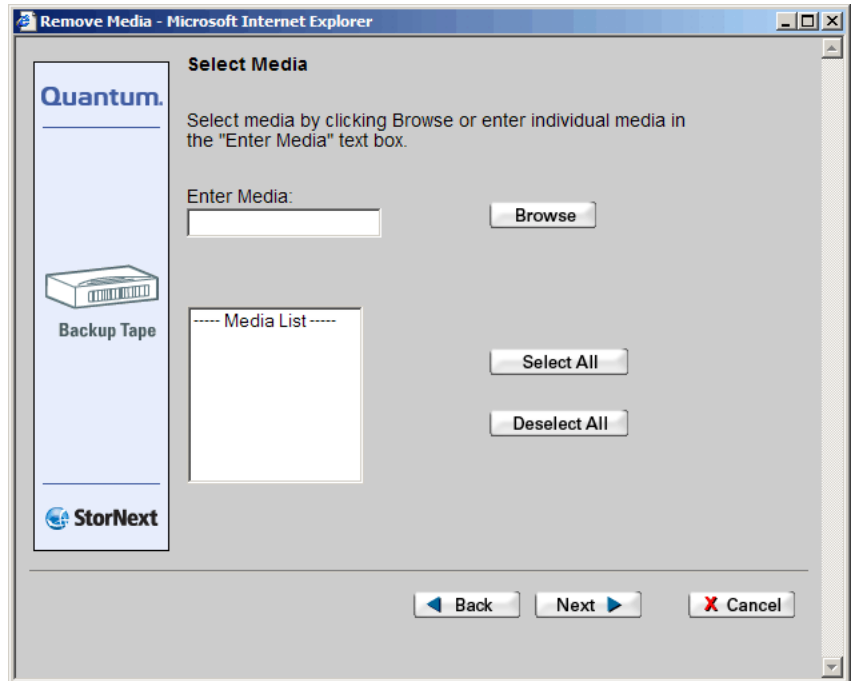 Remove Media - Microsoft Internet Explorer
Quantum.
Select Media
Select media by clicking Browse or enter individual media in
the "Enter Media" text box.
Enter Media:
Browse
Backup Tape
----- Media List -----
Select All
Deselect All
StorNext
Back
Next
X Cancel